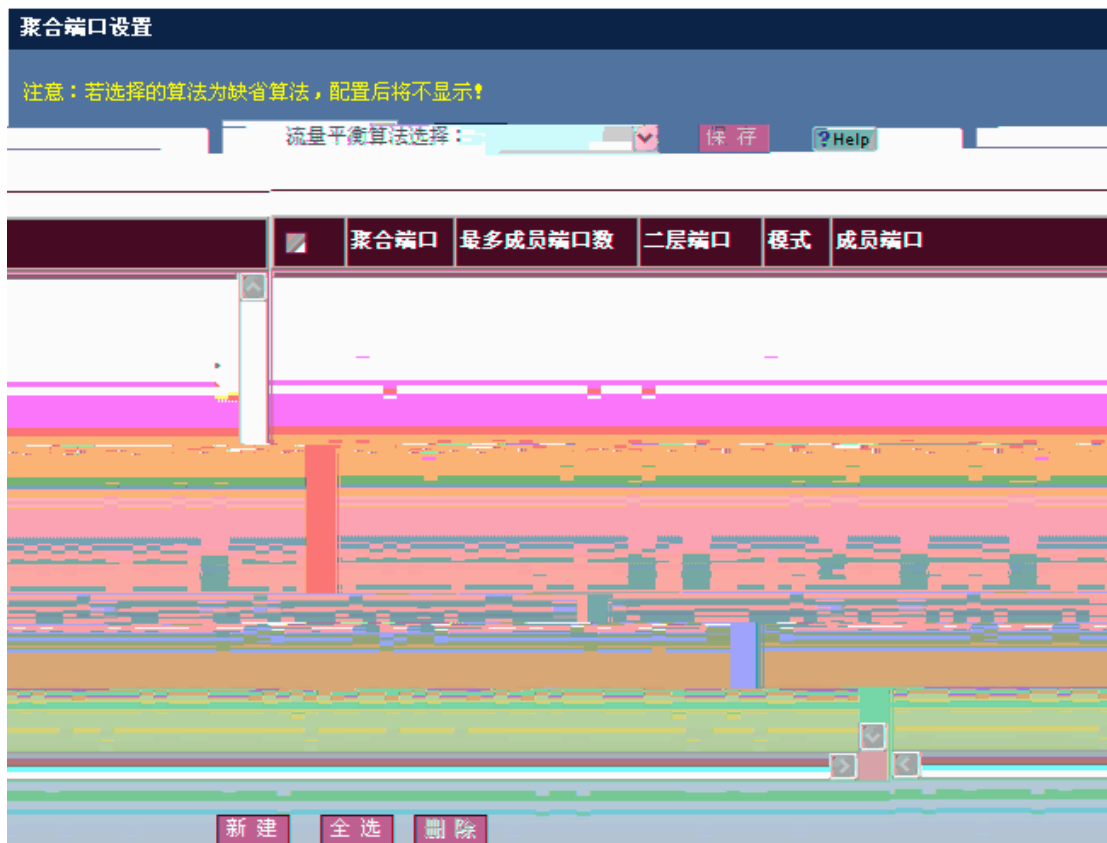 聚合端口设置
注意：若选择的算法为缺省算法，配置后将不显示！
流量平衡算法选择： 保存 ?Help
聚合端口 最多成员端口数 二层端口 模式 成员端口
新建 全选 删除